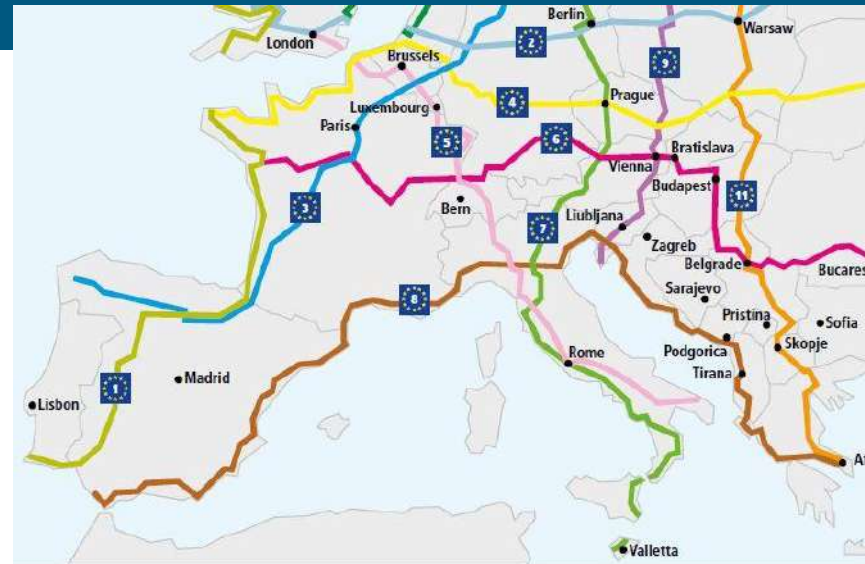 Berlin
London
Warsaw
2
9
Brussels
4
Prague
Luxembourg
Paris
5
6
Bratislava
Vienna
Budapest
11
Bern
3
7
Liubljana
Zagreb
Belgrade
Bucares
8
Sarajevo
Pristina
Sofia
Skopje
Rome
Podgorica
Tirana
Madrid
1
Lisbon
A
Valletta